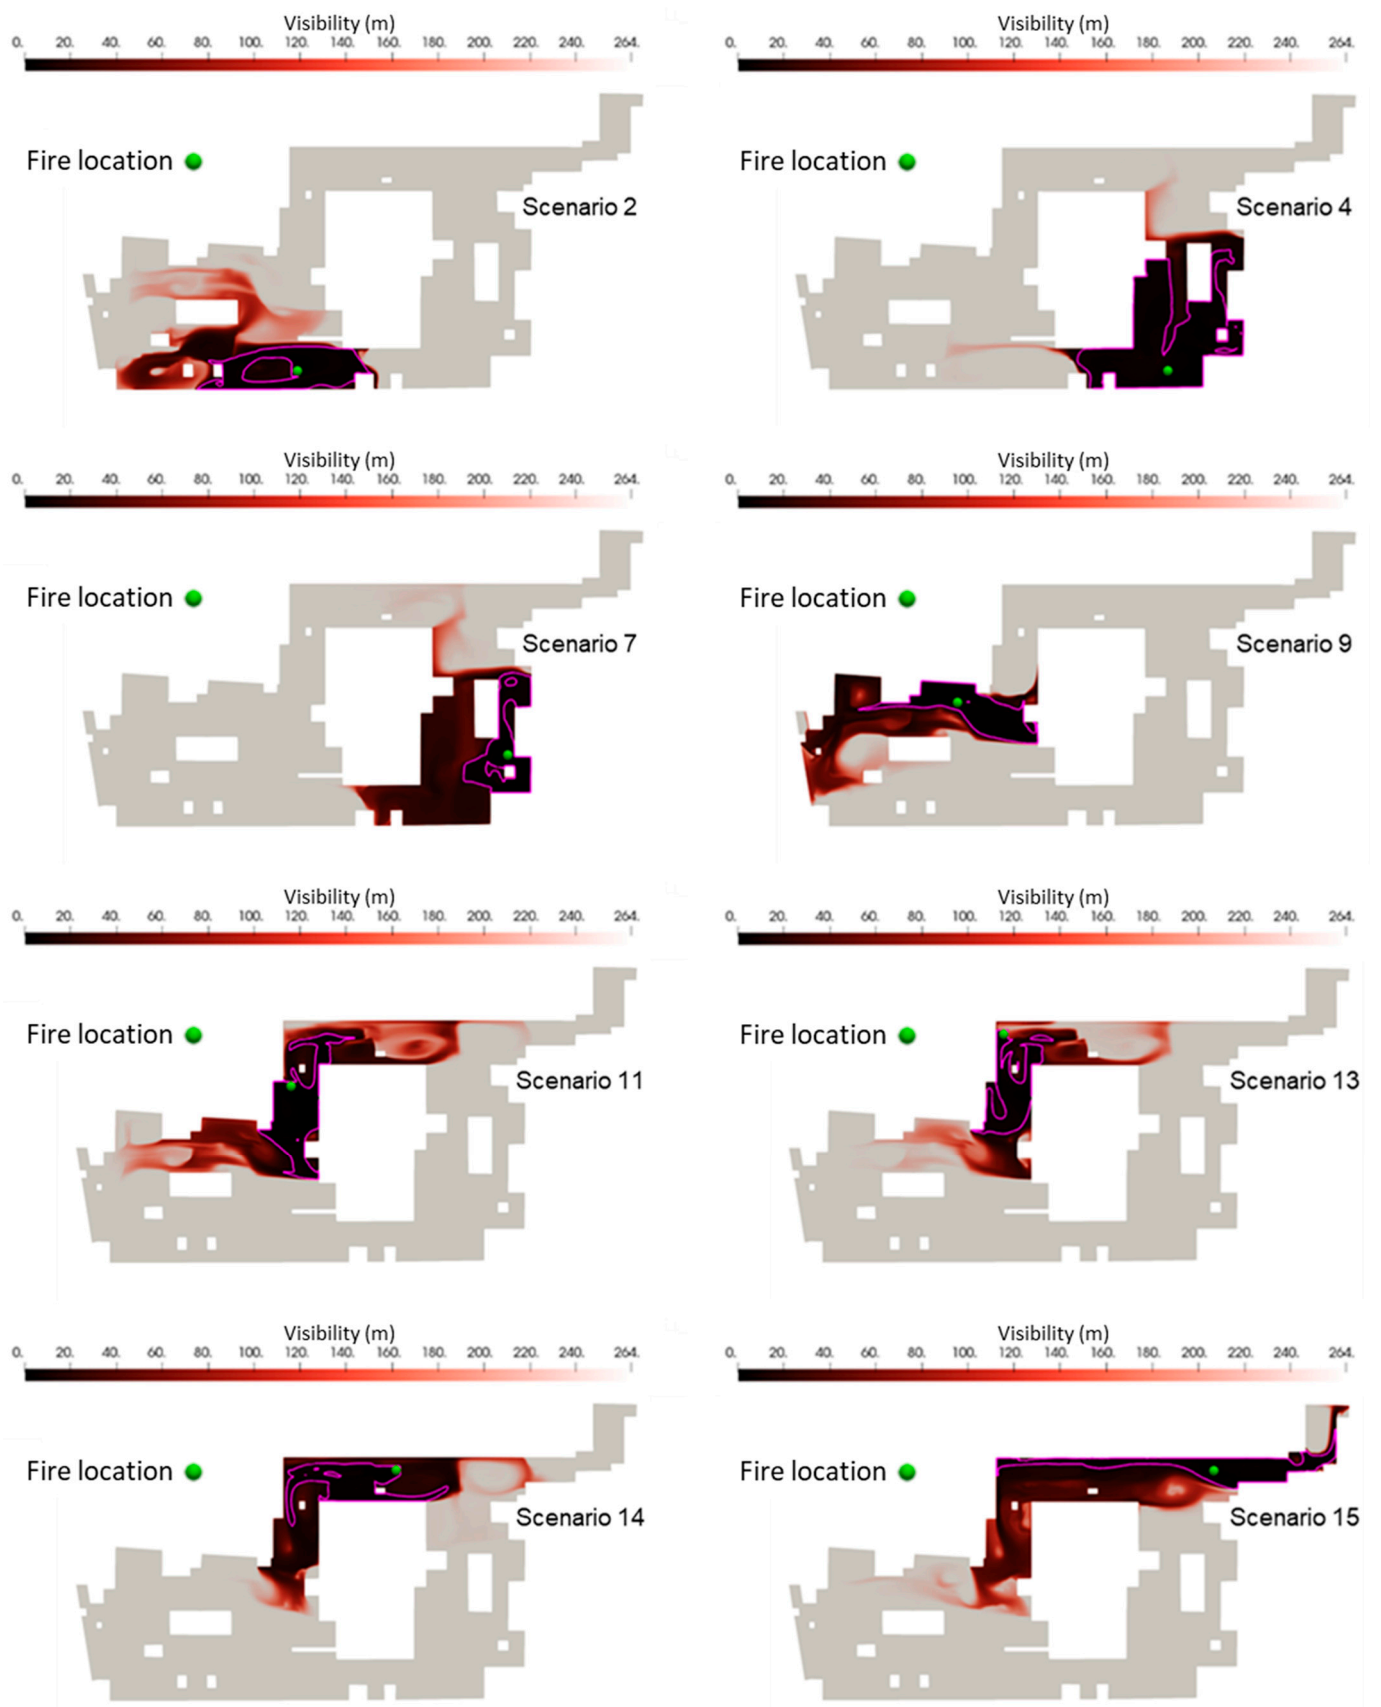 Visibility (m)
0. 20. 40. 60. 80. 100. 120. 140. 160. 180. 200. 220. 240. 264.
Fire location
Scenario 2
Visibility (m)
0. 20. 40. 60. 80. 100. 120. 140. 160. 180. 200. 220. 240. 264.
Fire location
Scenario 4
Visibility (m)
0. 20. 40. 60. 80. 100. 120. 140. 160. 180. 200. 220. 240. 264.
Fire location
Scenario 7
Visibility (m)
0. 20. 40. 60. 80. 100. 120. 140. 160. 180. 200. 220. 240. 264.
Fire location
Scenario 9
Visibility (m)
0. 20. 40. 60. 80. 100. 120. 140. 160. 180. 200. 220. 240. 264.
Fire location
Scenario 11
Visibility (m)
0. 20. 40. 60. 80. 100. 120. 140. 160. 180. 200. 220. 240. 264.
Fire location
Scenario 13
Visibility (m)
0. 20. 40. 60. 80. 100. 120. 140. 160. 180. 200. 220. 240. 264.
Fire location
Scenario 14
Visibility (m)
0. 20. 40. 60. 80. 100. 120. 140. 160. 180. 200. 220. 240. 264.
Fire location
Scenario 15